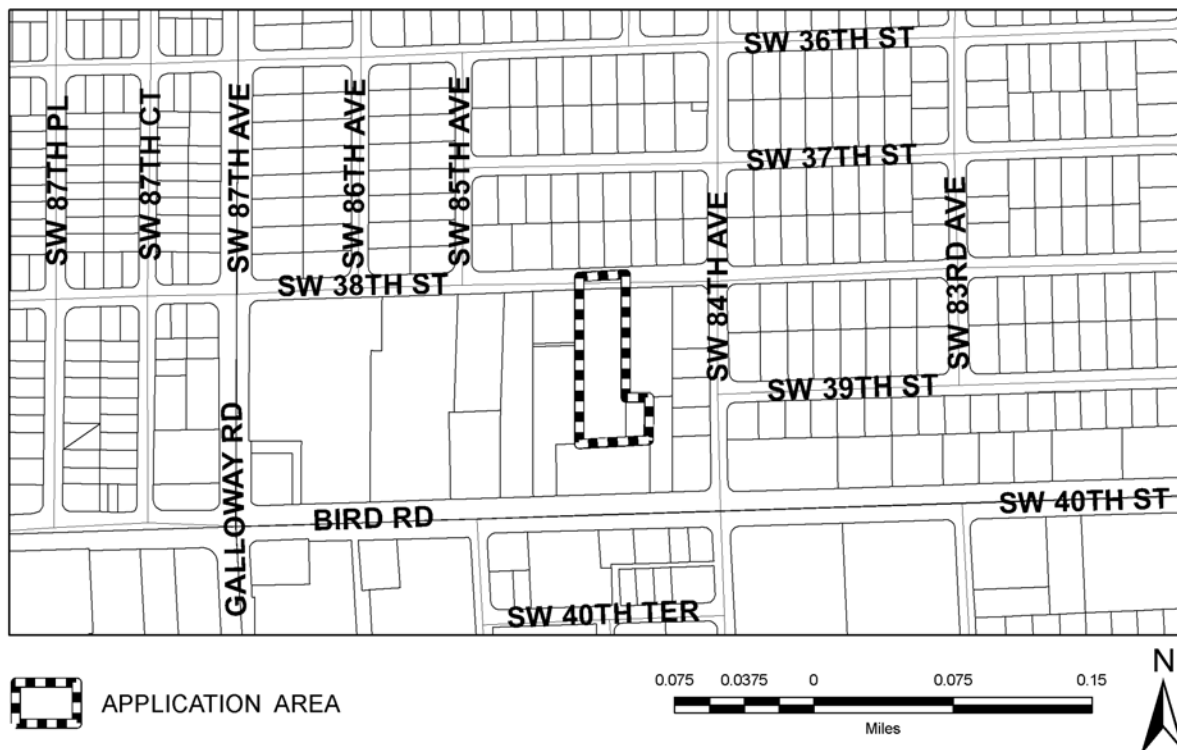 SW 36TH ST
SW 87TH PL
SW 87TH CT
SW 87TH AVE
SW 86TH AVE
SW 85TH AVE
SW 37TH ST
SW 84TH AVE
SW 83RD AVE
SW 38TH ST
SW 39TH ST
GALLOWAY RD
BIRD RD
SW 40TH ST
SW 40TH TER
APPLICATION AREA
0.075 0.0375 0 0.075 0.15
Miles
N